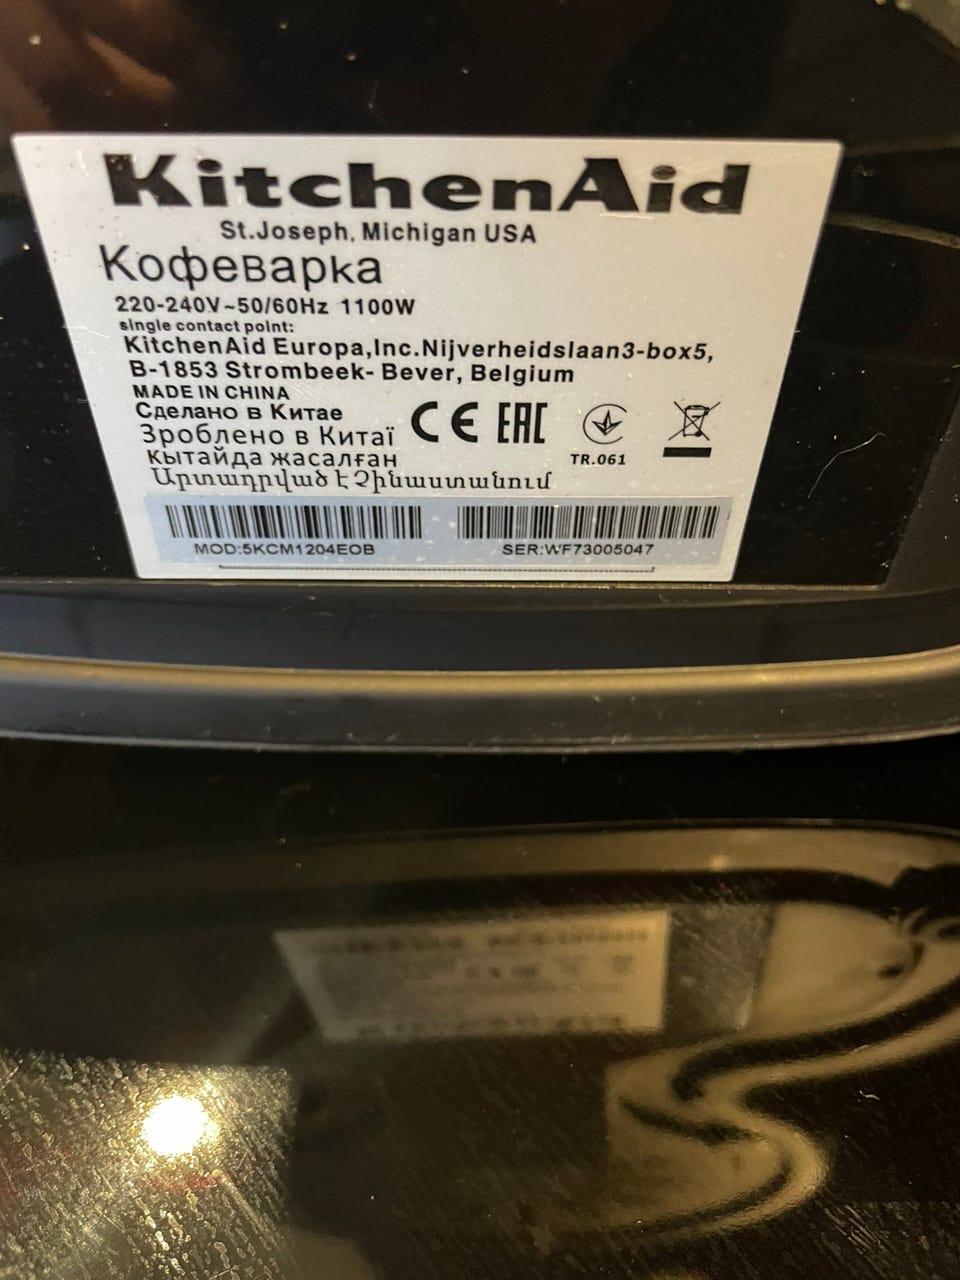 KitchenAid
St.Joseph, Michigan USA
Кофеварка
220-240V~50/60Hz 1100W
single contact point:
KitchenAid Europa,Inc.Nijverheidslaan3-box5,
B-1853 Strombeek- Bever, Belgium
MADE IN CHINA
Сделано в Китае
Зроблено в Китаї
Қытайда жасалған
Արտադրված է Չինաստանում
CE EAC
TR.061
MOD:5KCM1204EOB SER:WF73005047